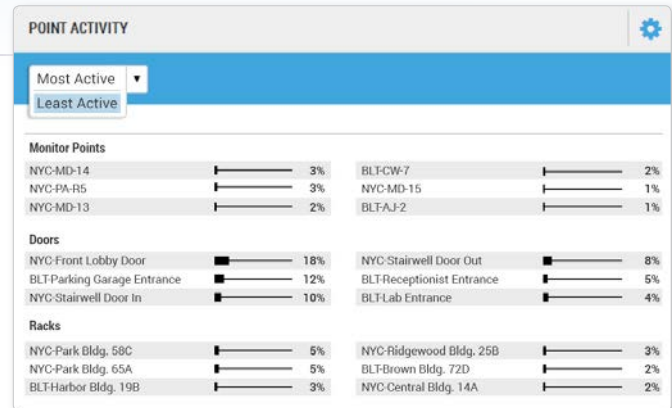 POINT ACTIVITY
Most Active ▼
Least Active
Monitor Points
NYC-MD-14 3% BLT-CW-7 2%
NYC-PA-R5 3% NYC-MD-15 1%
NYC-MD-13 2% BLT-AJ-2 1%
Doors
NYC-Front Lobby Door 18% NYC-Stairwell Door Out 8%
BLT-Parking Garage Entrance 12% BLT-Receptionist Entrance 5%
NYC-Stairwell Door In 10% BLT-Lab Entrance 4%
Racks
NYC-Park Bldg. 58C 5% NYC-Ridgewood Bldg. 25B 3%
NYC-Park Bldg. 65A 5% BLT-Brown Bldg. 72D 2%
BLT-Harbor Bldg. 19B 3% NYC-Central Bldg. 14A 2%